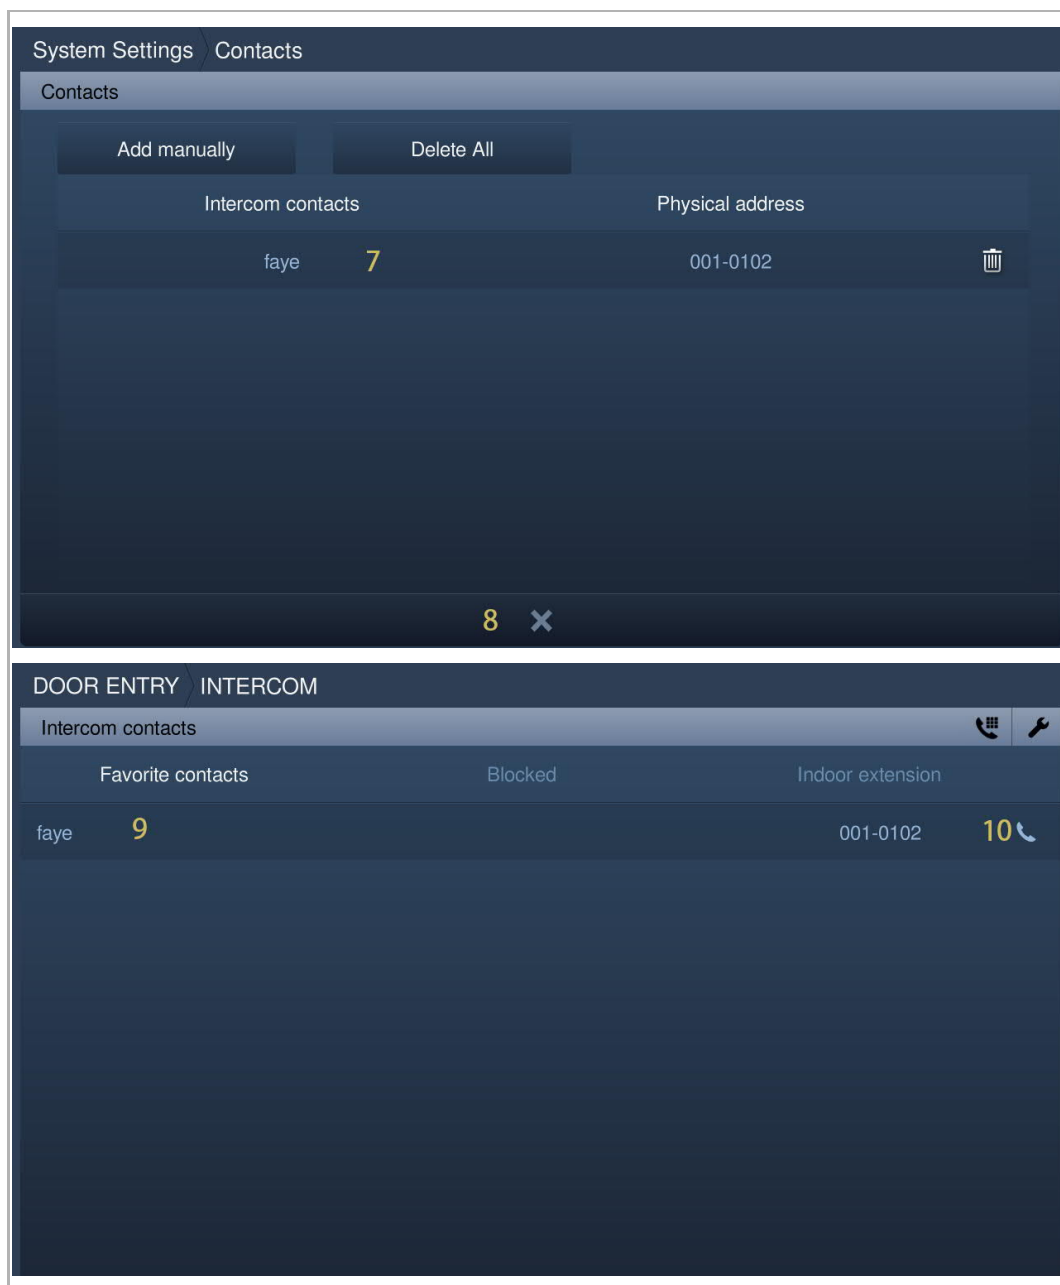 System Settings Contacts
Contacts
Add manually Delete All
Intercom contacts Physical address
faye 7 001-0102
8
DOOR ENTRY INTERCOM
Intercom contacts
Favorite contacts Blocked Indoor extension
faye 9 001-0102 10